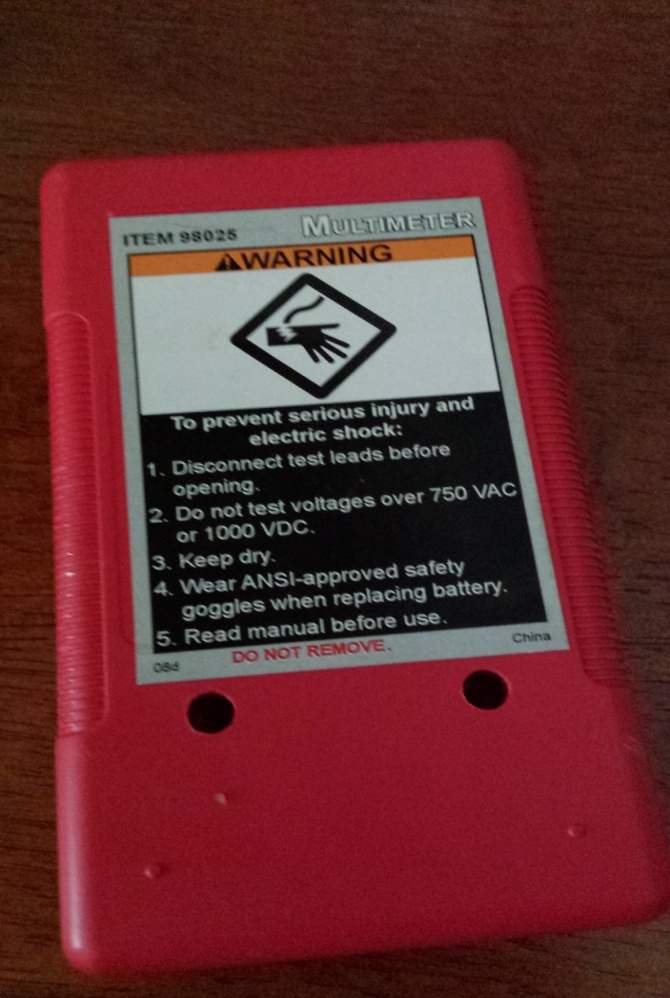 ITEM 98025 MULTIMETER
WARNING
To prevent serious injury and
electric shock:
1. Disconnect test leads before
opening.
2. Do not test voltages over 750 VAC
or 1000 VDC.
3. Keep dry.
4. Wear ANSI-approved safety
goggles when replacing battery.
5. Read manual before use.
08d DO NOT REMOVE. China